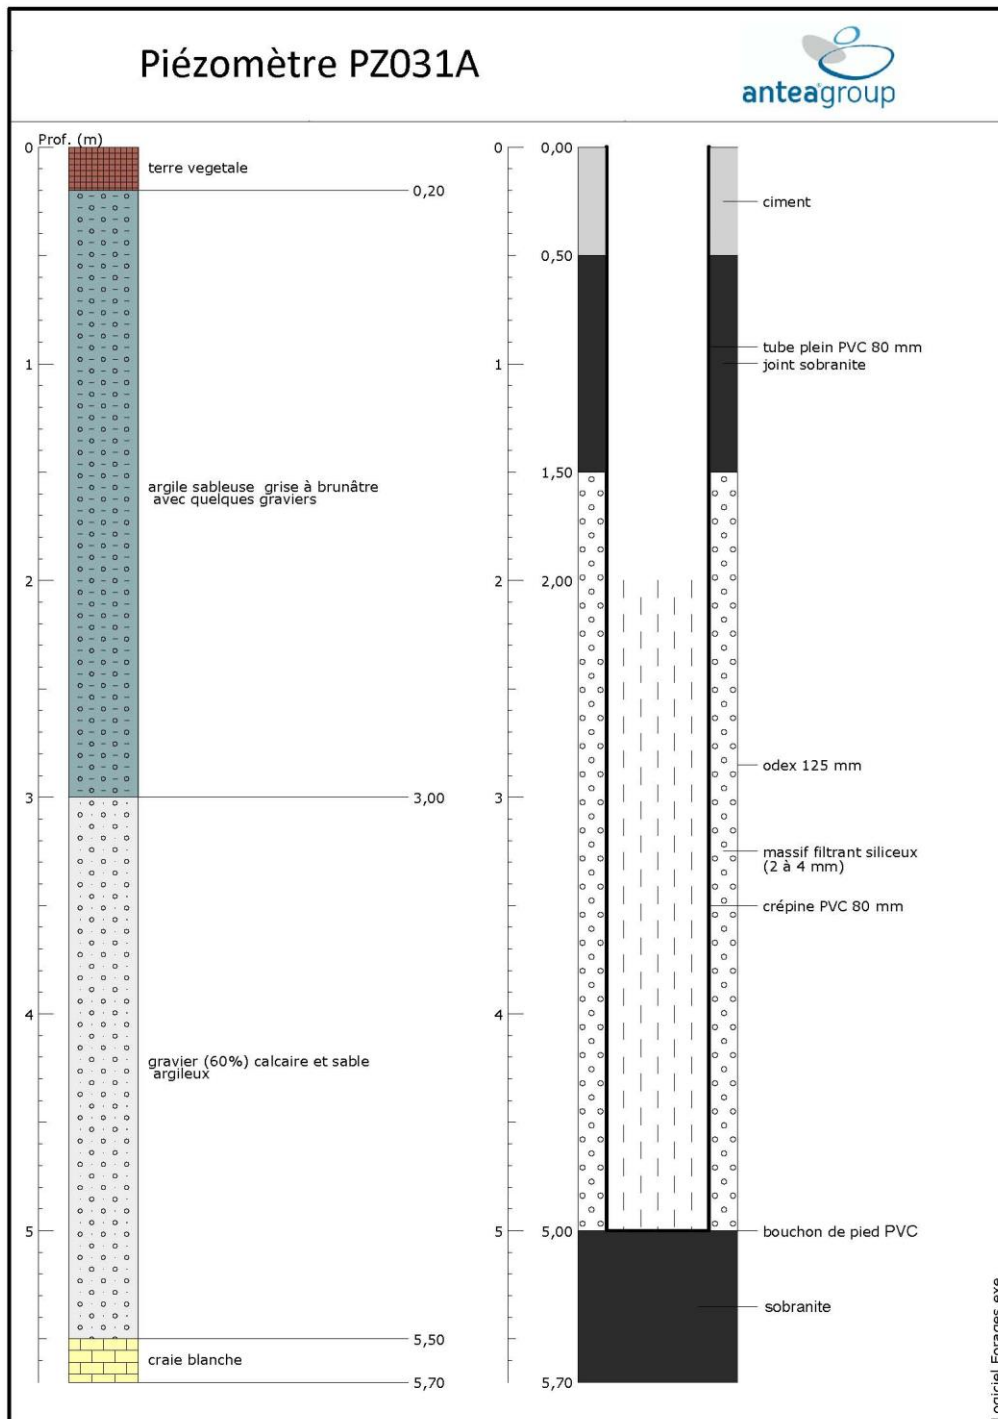 Piézomètre PZ031A
anteagroup
Prof. (m)
0
terre vegetale
0,20
1
argile sableuse grise à brunâtre
avec quelques graviers
2
3
3,00
4
gravier (60%) calcaire et sable
argileux
5
5,50
craie blanche
5,70
0
0,00
ciment
0,50
tube plein PVC 80 mm
1
joint sobranite
1,50
2
2,00
odex 125 mm
3
massif filtrant siliceux
(2 à 4 mm)
crépine PVC 80 mm
4
5
5,00
bouchon de pied PVC
sobranite
5,70
Logiciel Forages.exe